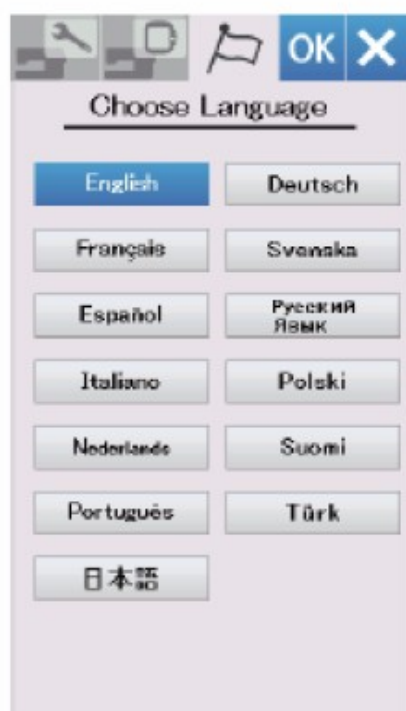 OK
Choose Language
English
Deutsch
Français
Svenska
Español
Русский
Язык
Italiano
Polski
Nederlands
Suomi
Português
Türk
日本語